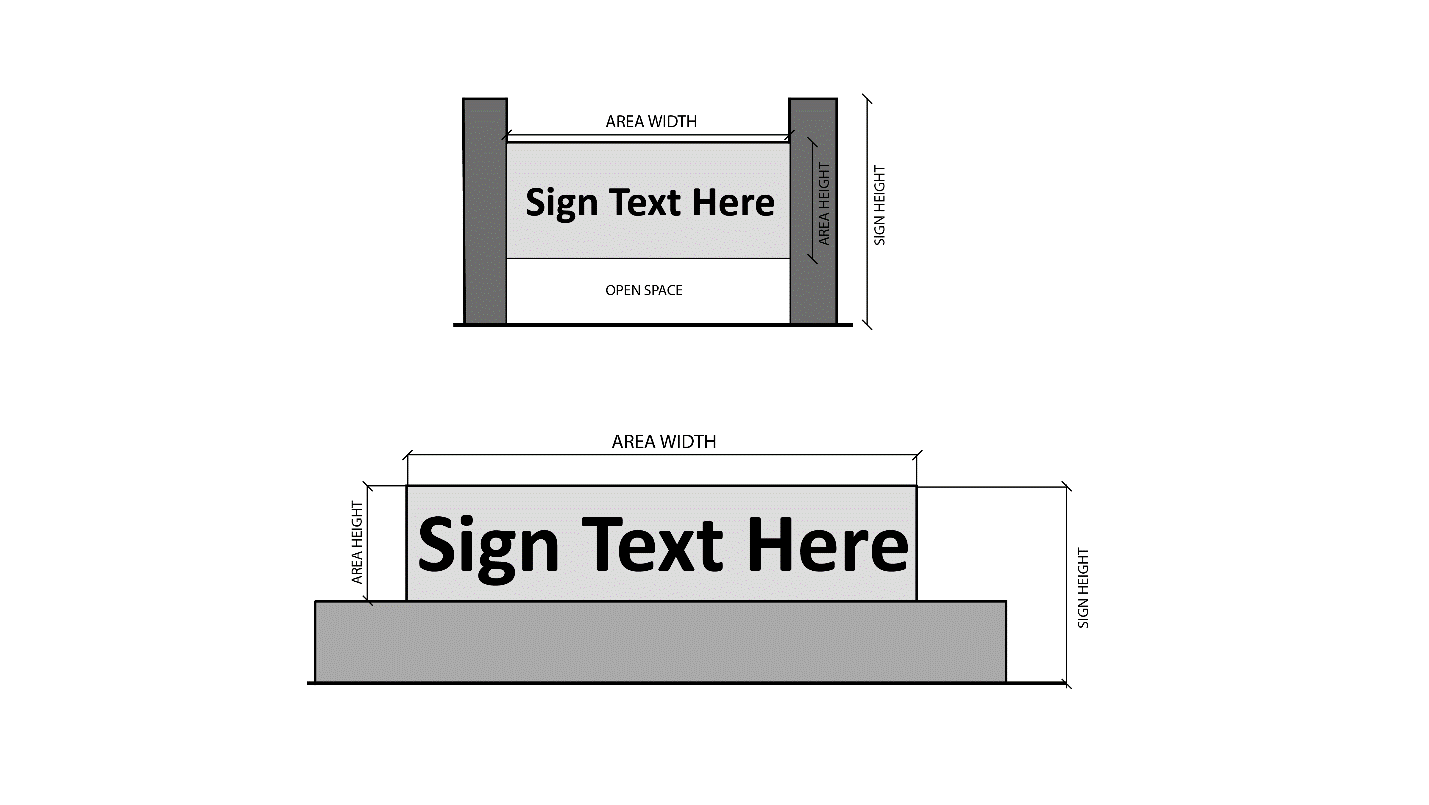 AREA WIDTH
Sign Text Here
AREA HEIGHT
SIGN HEIGHT
OPEN SPACE
AREA WIDTH
AREA HEIGHT
Sign Text Here
SIGN HEIGHT